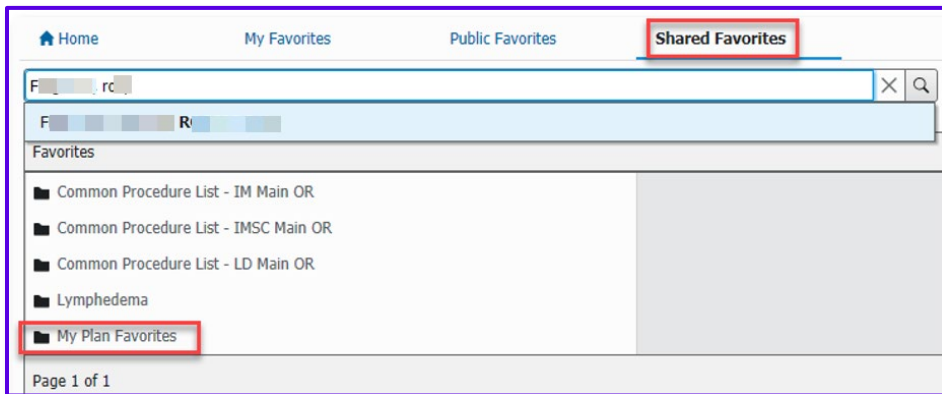 Home My Favorites Public Favorites Shared Favorites
Favorites
Common Procedure List - IM Main OR
Common Procedure List - IMSC Main OR
Common Procedure List - LD Main OR
Lymphedema
My Plan Favorites
Page 1 of 1